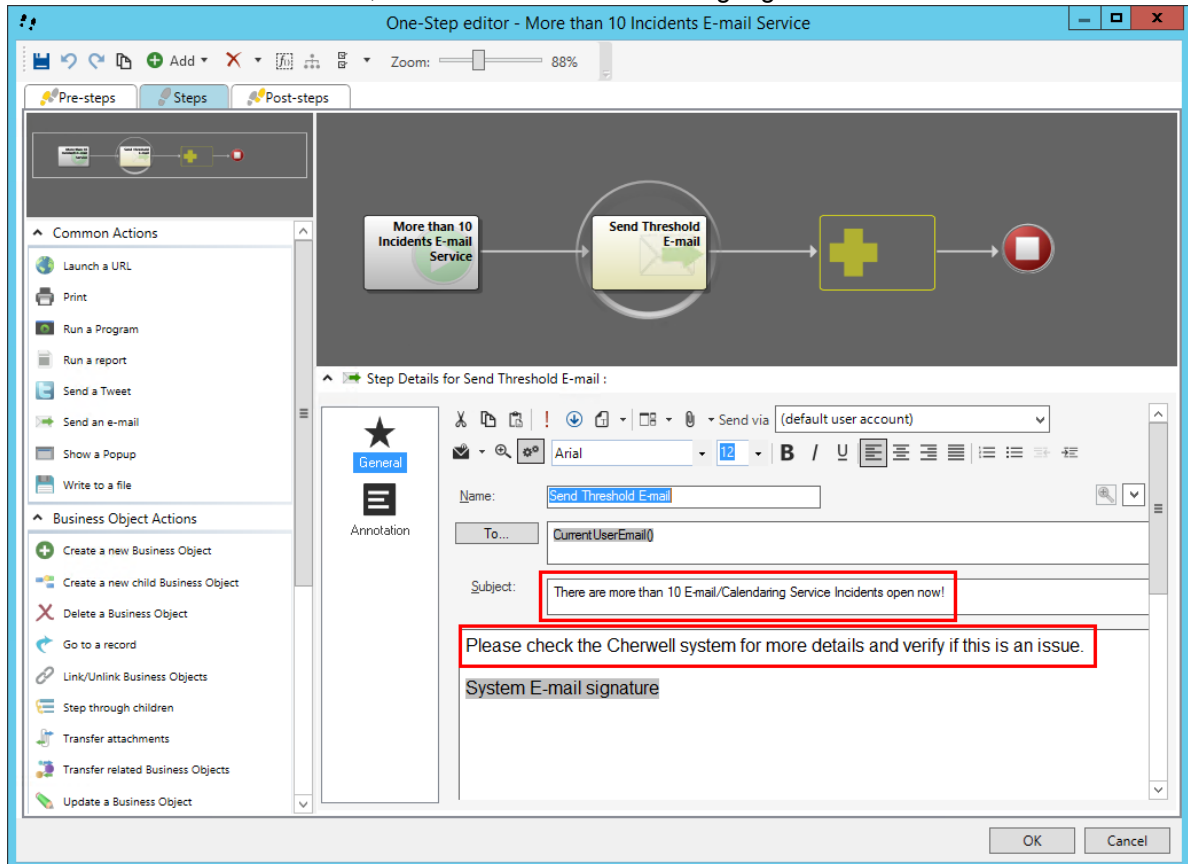 One-Step editor - More than 10 Incidents E-mail Service
Add
Zoom: 88%
Pre-steps Steps Post-steps
More than 10
Incidents E-mail
Service
Send Threshold
E-mail
Common Actions
Launch a URL
Print
Run a Program
Run a report
Send a Tweet
Send an e-mail
Show a Popup
Write to a file
Business Object Actions
Create a new Business Object
Create a new child Business Object
Delete a Business Object
Go to a record
Link/Unlink Business Objects
Step through children
Transfer attachments
Transfer related Business Objects
Update a Business Object
Step Details for Send Threshold E-mail :
General
Annotation
Send via (default user account)
Arial 12 B I U
Name: Send Threshold E-mail
To... CurrentUserEmail()
Subject: There are more than 10 E-mail/Calendaring Service Incidents open now!
Please check the Cherwell system for more details and verify if this is an issue.
System E-mail signature
OK Cancel